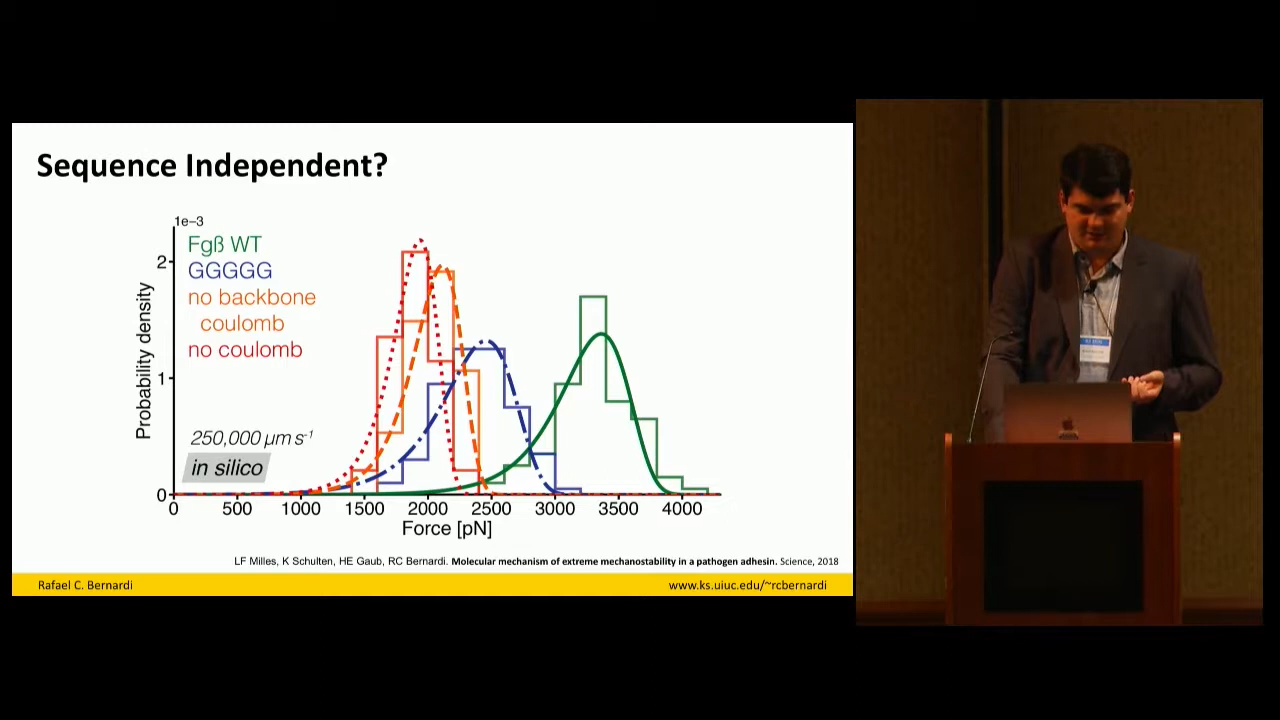 Sequence Independent?
1e–3
Fgß WT
GGGGG
no backbone
coulomb
no coulomb
Probability density
2
1
0
250,000 µm s⁻¹
in silico
0 500 1000 1500 2000 2500 3000 3500 4000
Force [pN]
LF Milles, K Schulten, HE Gaub, RC Bernardi. Molecular mechanism of extreme mechanostability in a pathogen adhesin. Science, 2018
Rafael C. Bernardi
www.ks.uiuc.edu/~rcbernardi